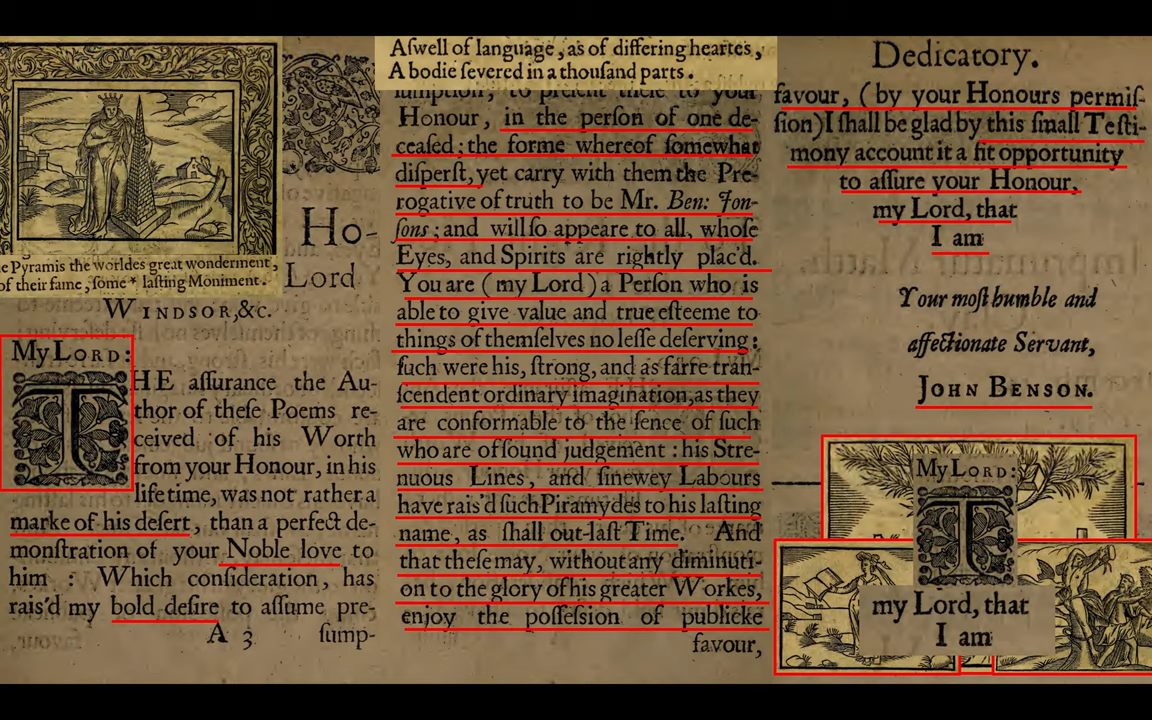 Aſwell of language, as of differing heartes,
A bodie ſevered in a thouſand parts.
e Pyramis the worldes great wonderment,
of their fame, ſome * laſting Moniment.
Ho-
Lord
WINDSOR, &c.
My LORD:
THE aſſurance the Au-
thor of theſe Poems re-
ceived of his Worth
from your Honour, in his
life time, was not rather a
marke of his deſert, than a perfect de-
monſtration of your Noble love to
him : Which conſideration, has
rais'd my bold deſire to aſſume pre-
A 3 ſump-
ſumption, to preſent theſe to your
Honour, in the perſon of one de-
ceaſed : the forme whereof ſomewhat
diſperſt, yet carry with them the Pre-
rogative of truth to be Mr. Ben: Jon-
ſons ; and will ſo appeare to all, whoſe
Eyes, and Spirits are rightly plac'd.
You are (my Lord) a Perſon who is
able to give value and true eſteeme to
things of themſelves no leſſe deſerving :
ſuch were his, ſtrong, and as farre tran-
ſcendent ordinary imagination, as they
are conformable to the ſence of ſuch
who are of ſound judgement : his Stre-
nuous Lines, and ſinewey Labours
have rais'd ſuch Piramydes to his laſting
name, as ſhall out-laſt Time. And
that theſe may, without any diminuti-
on to the glory of his greater Workes,
enjoy the poſſeſſion of publicke
favour,
Dedicatory.
favour, (by your Honours permiſ-
ſion) I ſhall be glad by this ſmall Teſti-
mony account it a fit opportunity
to aſſure your Honour,
my Lord, that
I am
Your moſt humble and
affectionate Servant,
JOHN BENSON.
My LORD:
T
my Lord, that
I am